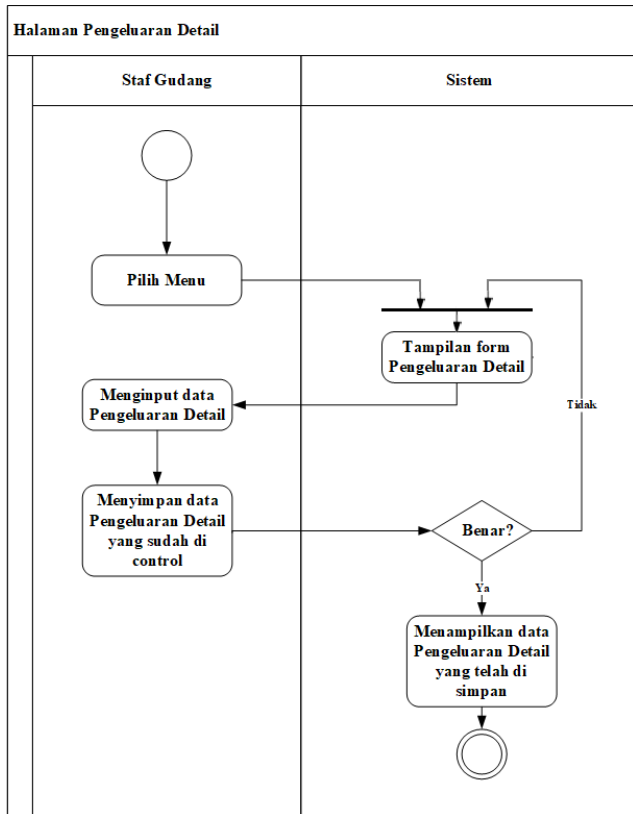 Halaman Pengeluaran Detail
Staf Gudang
Sistem
Pilih Menu
Tampilan form
Pengeluaran Detail
Menginput data
Pengeluaran Detail
Tidak
Menyimpan data
Pengeluaran Detail
yang sudah di
control
Benar?
Ya
Menampilkan data
Pengeluaran Detail
yang telah di
simpan